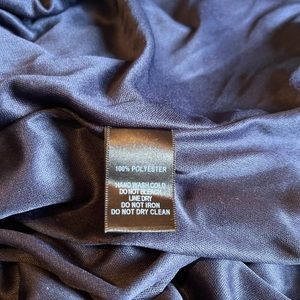 100% POLYESTER
HAND WASH COLD
DO NOT BLEACH
LINE DRY
DO NOT IRON
DO NOT DRY CLEAN